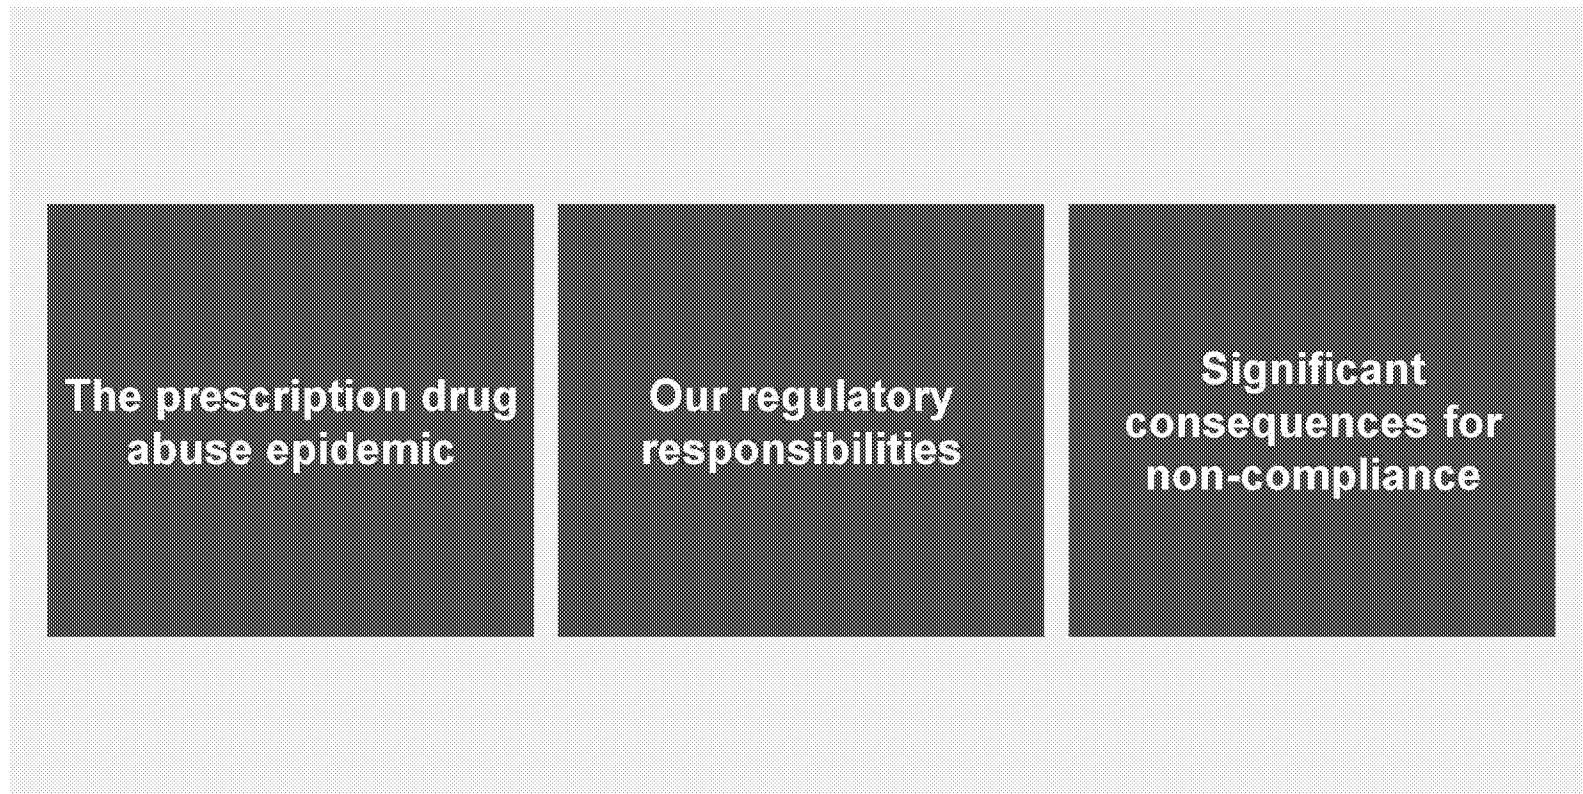 The prescription drug
abuse epidemic
Our regulatory
responsibilities
Significant
consequences for
non-compliance